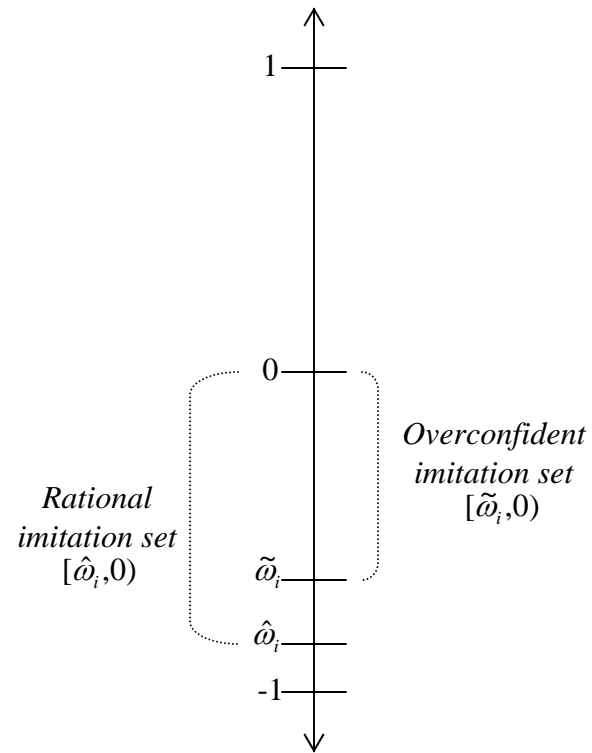 1
0
Overconfident
imitation set
[ω̃ᵢ,0)
Rational
imitation set
[ω̂ᵢ,0)
ω̃ᵢ
ω̂ᵢ
-1